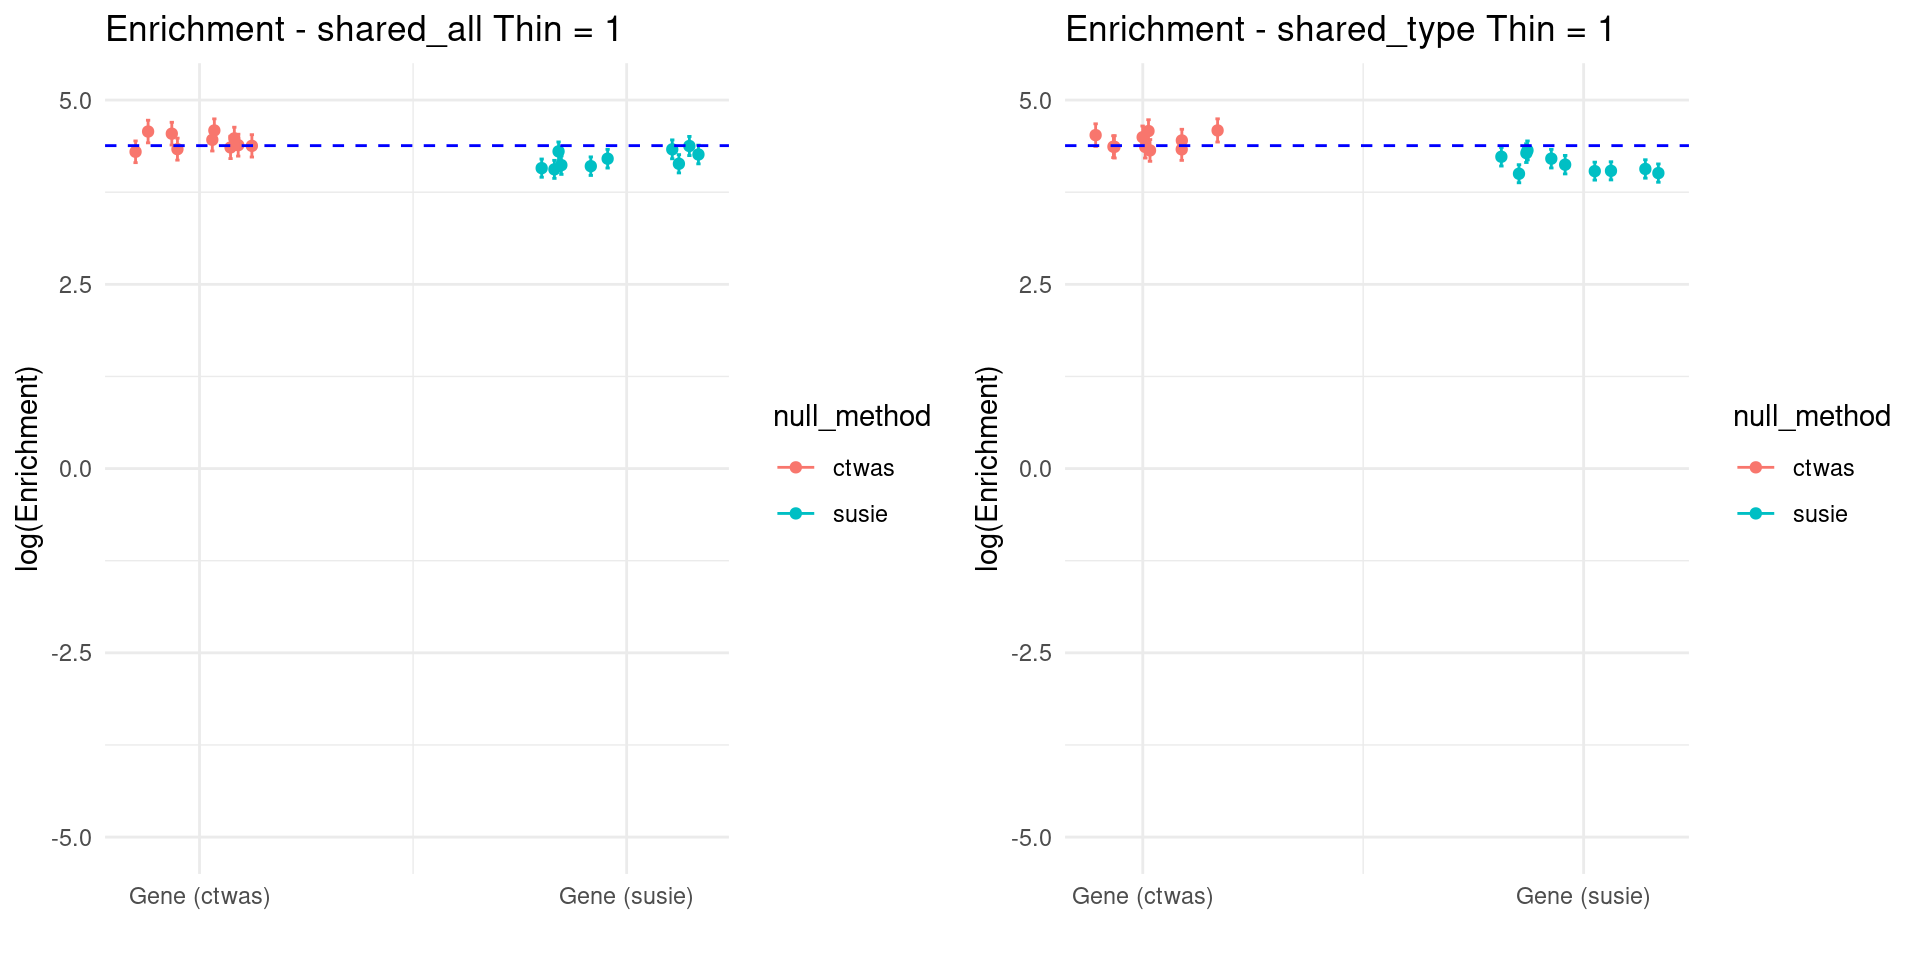 Enrichment - shared_all Thin = 1
5.0
2.5
0.0
-2.5
-5.0
log(Enrichment)
Gene (ctwas)
Gene (susie)
null_method
ctwas
susie
Enrichment - shared_type Thin = 1
5.0
2.5
0.0
-2.5
-5.0
log(Enrichment)
Gene (ctwas)
Gene (susie)
null_method
ctwas
susie